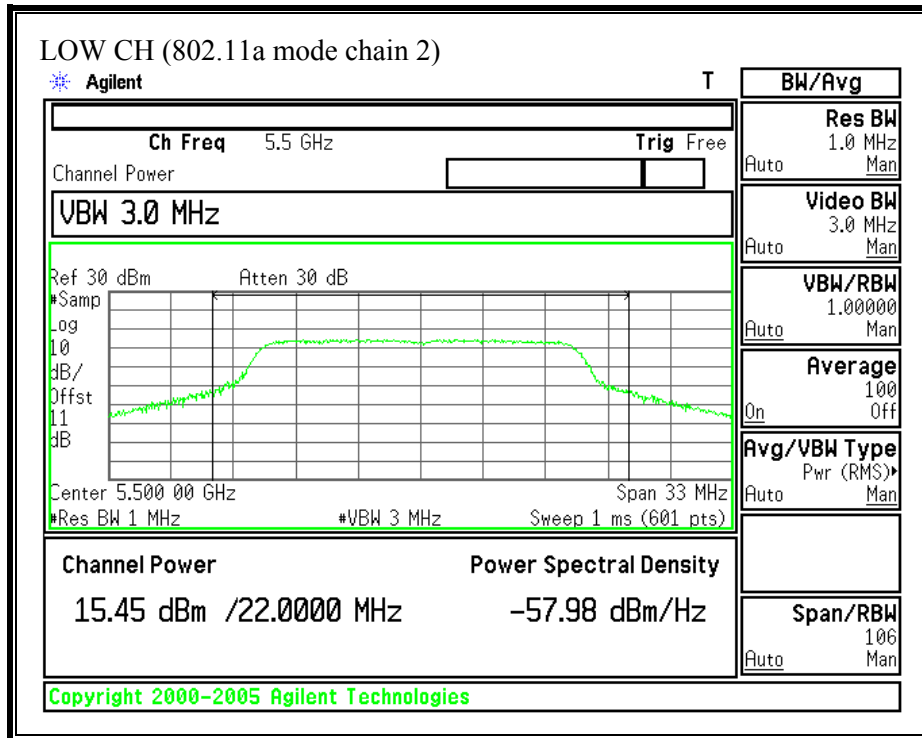 LOW CH (802.11a mode chain 2)
Agilent T
Ch Freq 5.5 GHz Trig Free
Channel Power
VBW 3.0 MHz
Ref 30 dBm Atten 30 dB
#Samp
Log
10
dB/
Offst
11
dB
Center 5.500 00 GHz Span 33 MHz
#Res BW 1 MHz #VBW 3 MHz Sweep 1 ms (601 pts)
Channel Power Power Spectral Density
15.45 dBm /22.0000 MHz -57.98 dBm/Hz
Copyright 2000-2005 Agilent Technologies
BW/Avg
Res BW
1.0 MHz
Auto Man
Video BW
3.0 MHz
Auto Man
VBW/RBW
1.00000
Auto Man
Average
100
On Off
Avg/VBW Type
Pwr (RMS)▸
Auto Man
Span/RBW
106
Auto Man